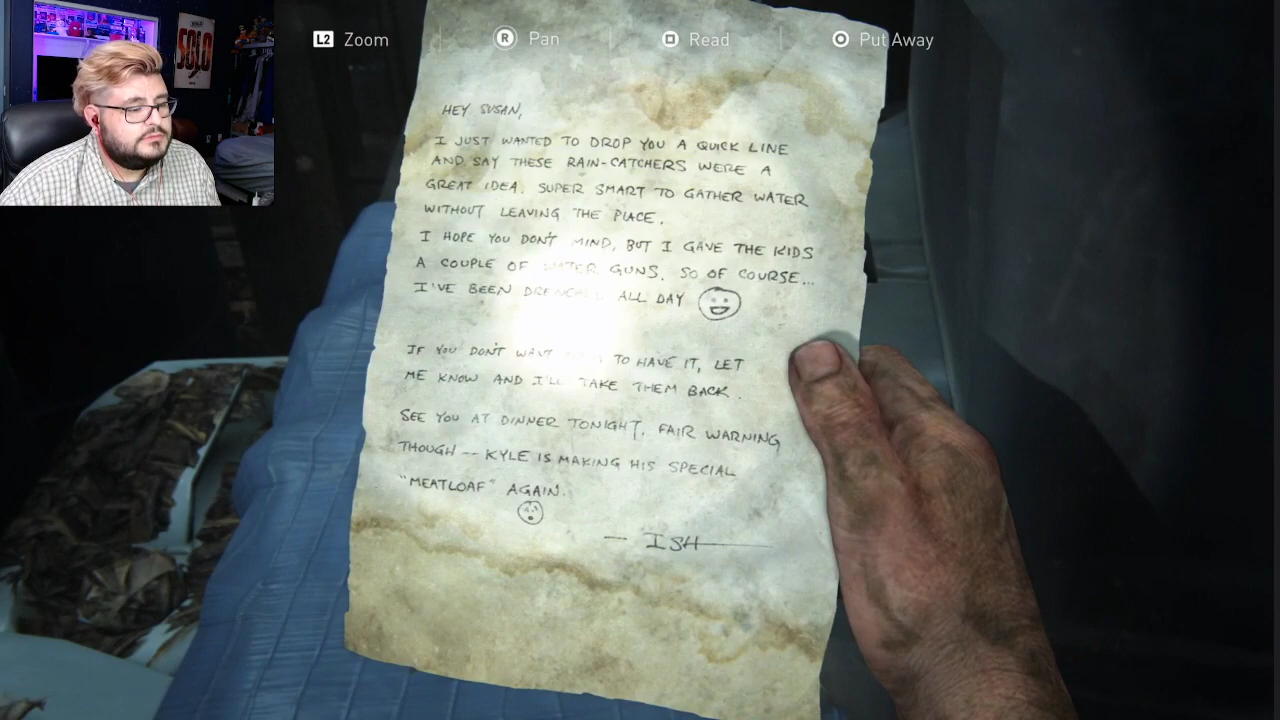 SOLO
L2 Zoom
R Pan
Read
Put Away
HEY SUSAN,
I JUST WANTED TO DROP YOU A QUICK LINE
AND SAY THESE RAIN-CATCHERS WERE A
GREAT IDEA. SUPER SMART TO GATHER WATER
WITHOUT LEAVING THE PLACE.
I HOPE YOU DON'T MIND, BUT I GAVE THE KIDS
A COUPLE OF WATER GUNS. SO OF COURSE...
I'VE BEEN DRENCHED ALL DAY
IF YOU DON'T WANT TO HAVE IT, LET
ME KNOW AND I'LL TAKE THEM BACK.
SEE YOU AT DINNER TONIGHT. FAIR WARNING
THOUGH -- KYLE IS MAKING HIS SPECIAL
"MEATLOAF" AGAIN.
- ISH